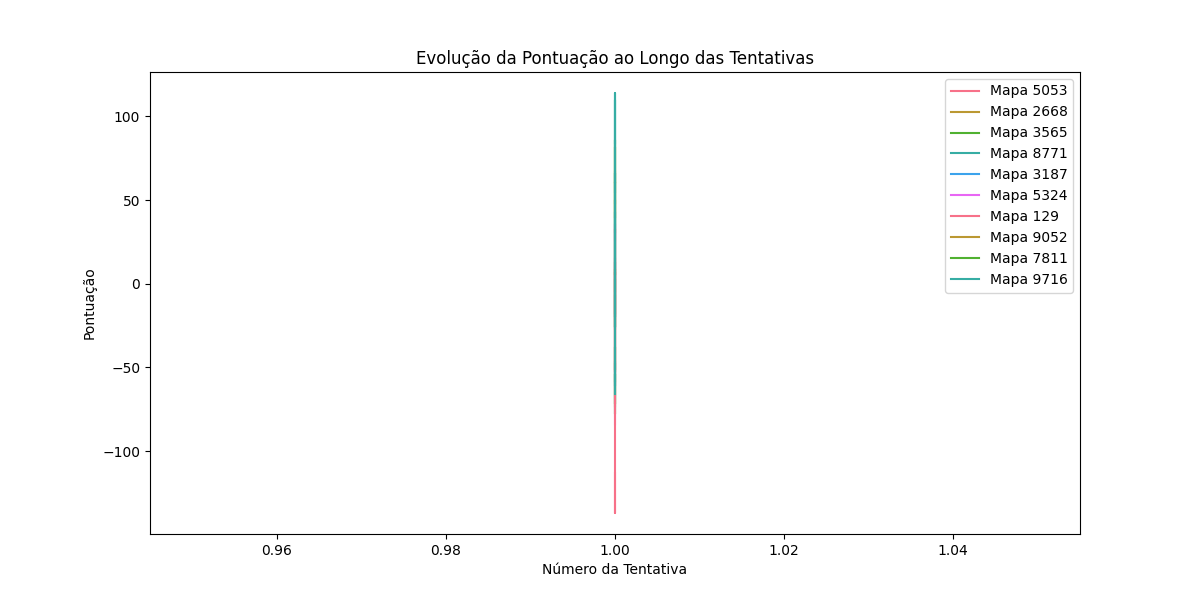 Evolução da Pontuação ao Longo das Tentativas
Pontuação
100
50
0
−50
−100
0.96
0.98
1.00
1.02
1.04
Número da Tentativa
Mapa 5053
Mapa 2668
Mapa 3565
Mapa 8771
Mapa 3187
Mapa 5324
Mapa 129
Mapa 9052
Mapa 7811
Mapa 9716